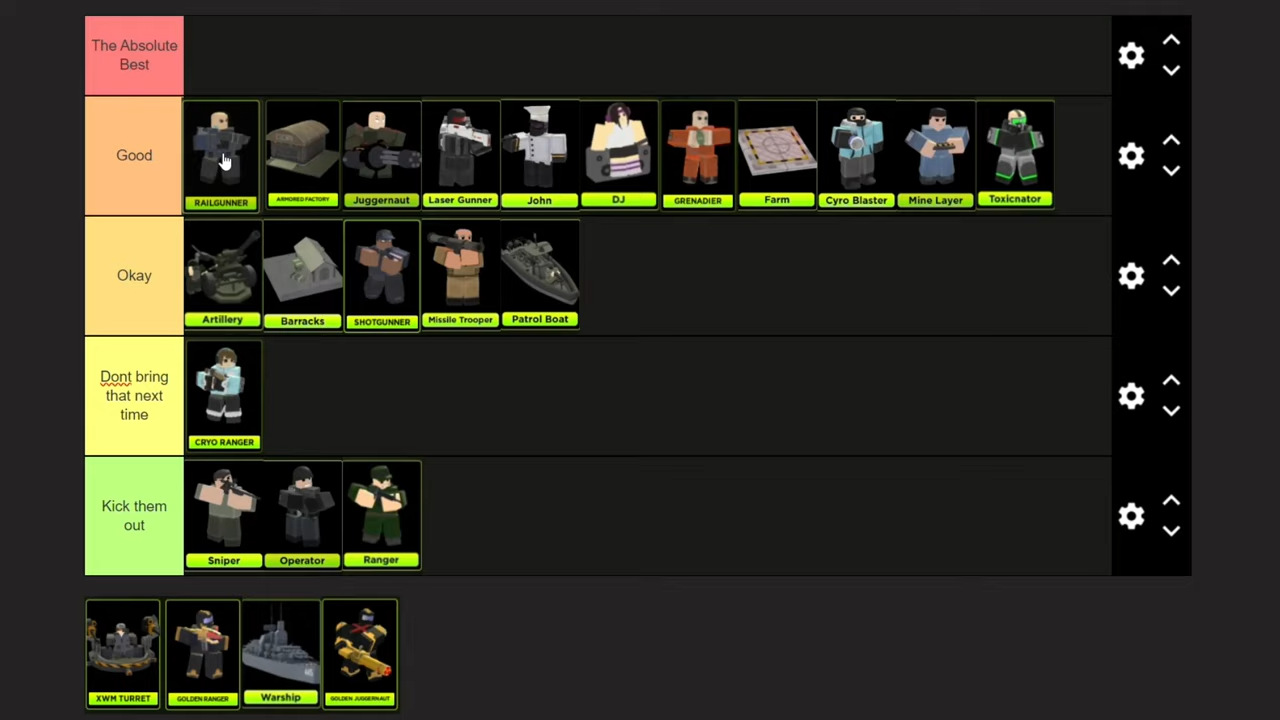 The Absolute
Best
Good
RAILGUNNER
ARMORED FACTORY
Juggernaut
Laser Gunner
John
DJ
GRENADIER
Farm
Cyro Blaster
Mine Layer
Toxicnator
Okay
Artillery
Barracks
SHOTGUNNER
Missile Trooper
Patrol Boat
Dont bring
that next
time
CRYO RANGER
Kick them
out
Sniper
Operator
Ranger
XWM TURRET
GOLDEN RANGER
Warship
GOLDEN JUGGERNAUT